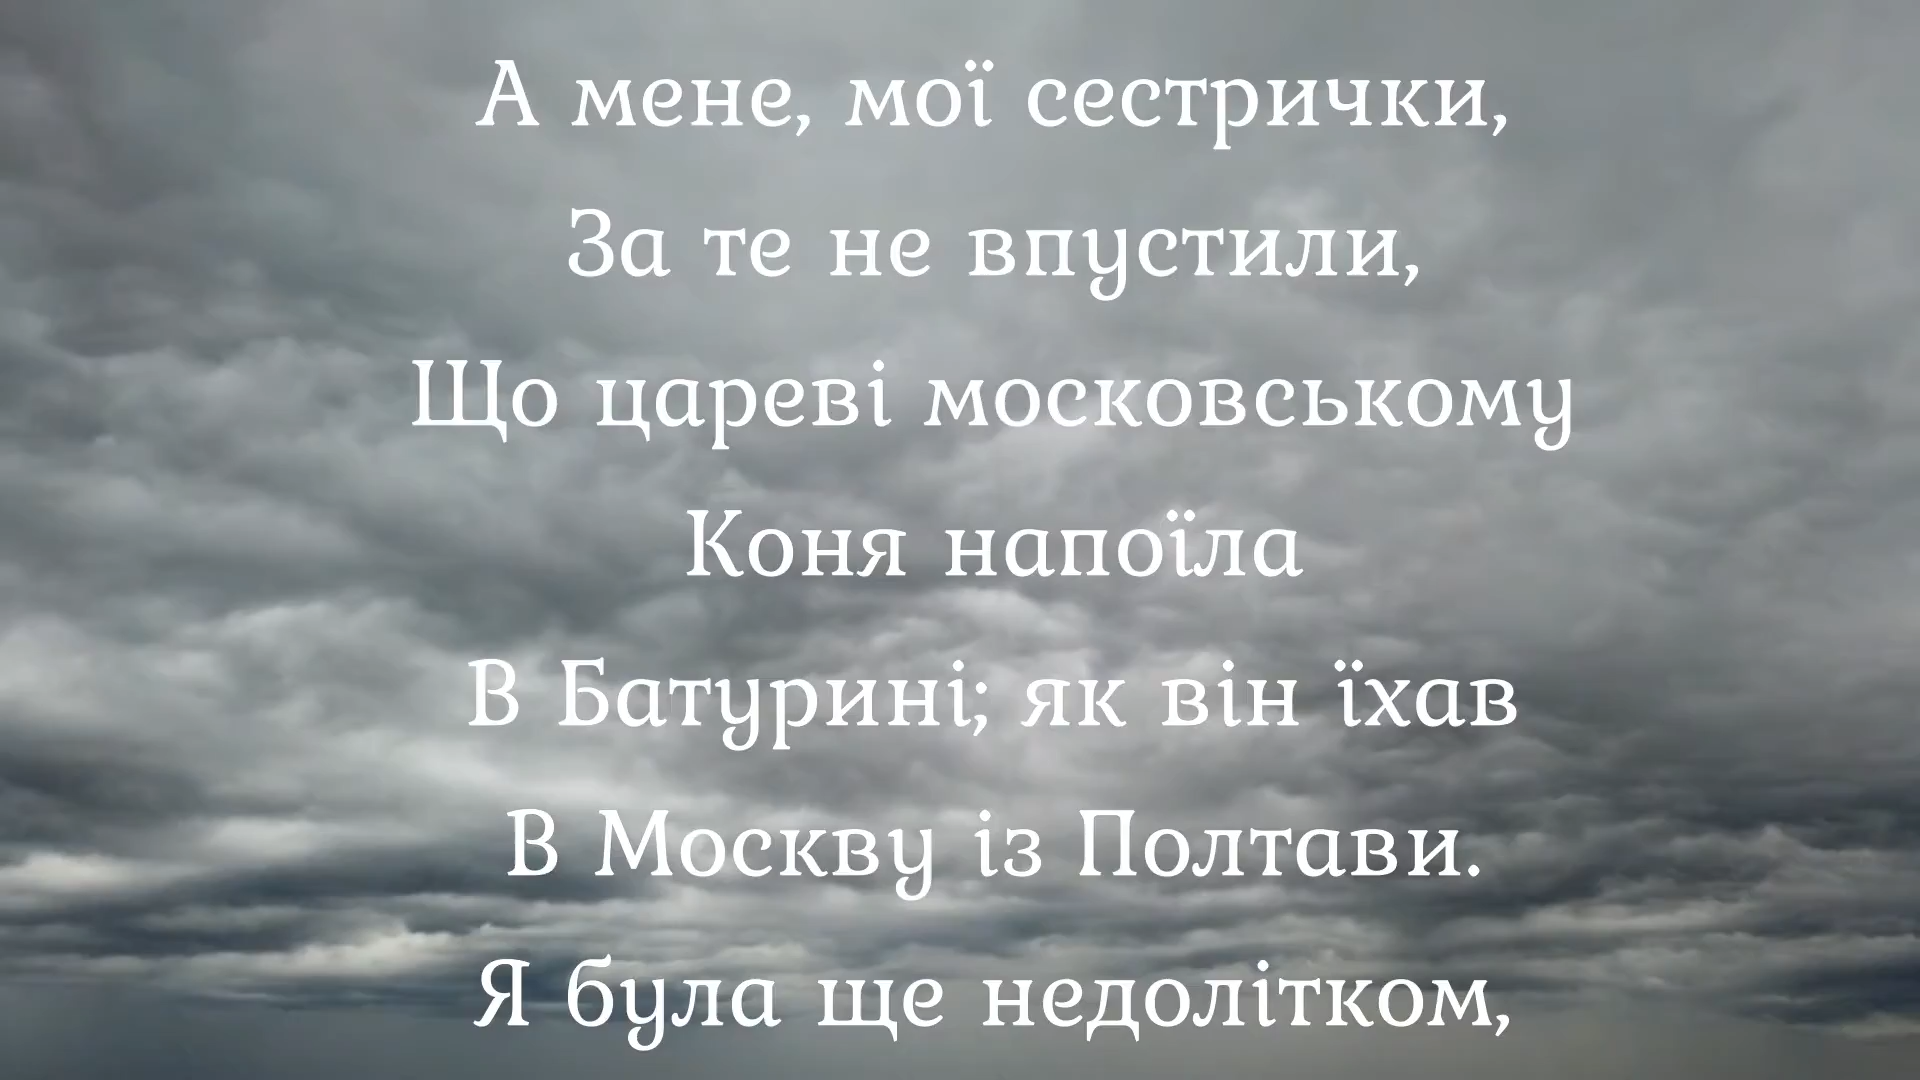 А мене, мої сестрички,
За те не впустили,
Що цареві московському
Коня напоїла
В Батурині; як він їхав
В Москву із Полтави.
Я була ще недолітком,